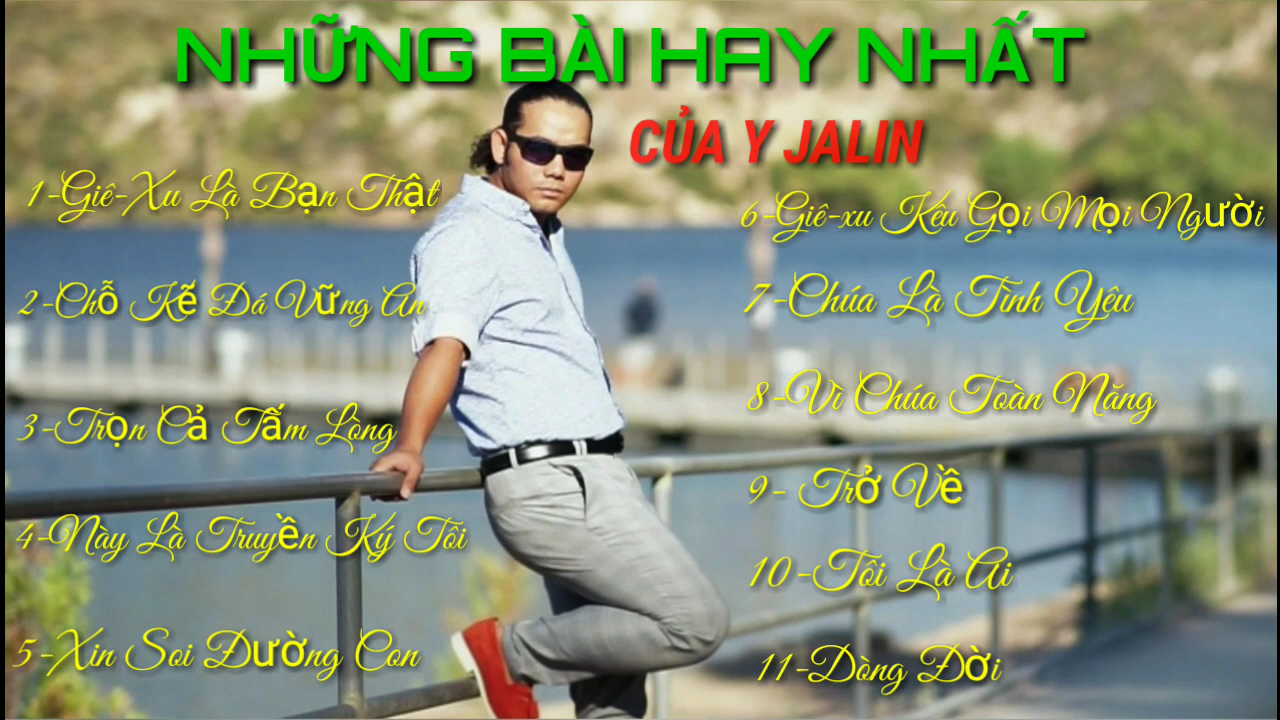 NHỮNG BÀI HAY NHẤT
CỦA Y JALIN
1-Giê-Xu Là Bạn Thật
2-Chỗ Kẽ Đá Vững An
3-Trọn Cả Tấm Lòng
4-Này Là Truyền Ký Tôi
5-Xin Soi Đường Con
6-Giê-xu Kêu Gọi Mọi Người
7-Chúa Là Tình Yêu
8-Vì Chúa Toàn Năng
9- Trở Về
10-Tôi Là Ai
11-Dòng Đời